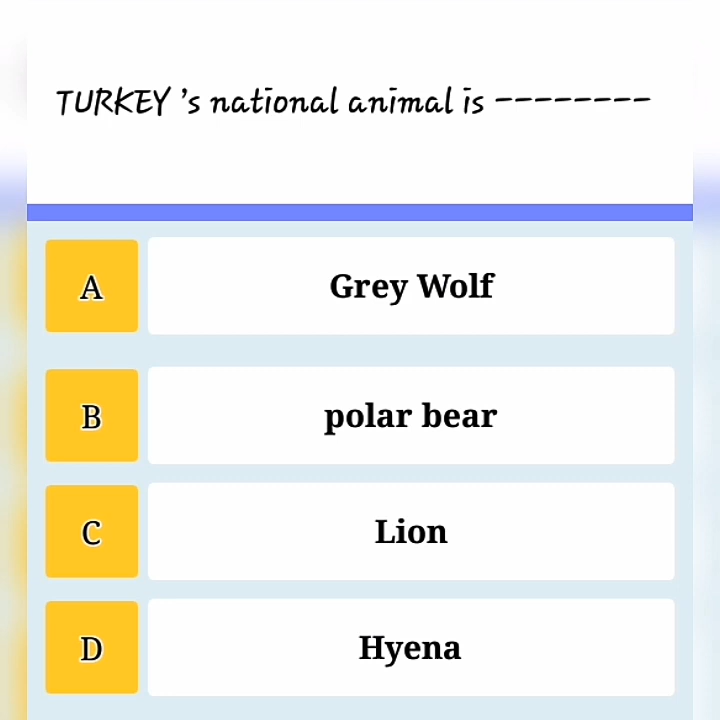 TURKEY 's national animal is --------
A
Grey Wolf
B
polar bear
C
Lion
D
Hyena